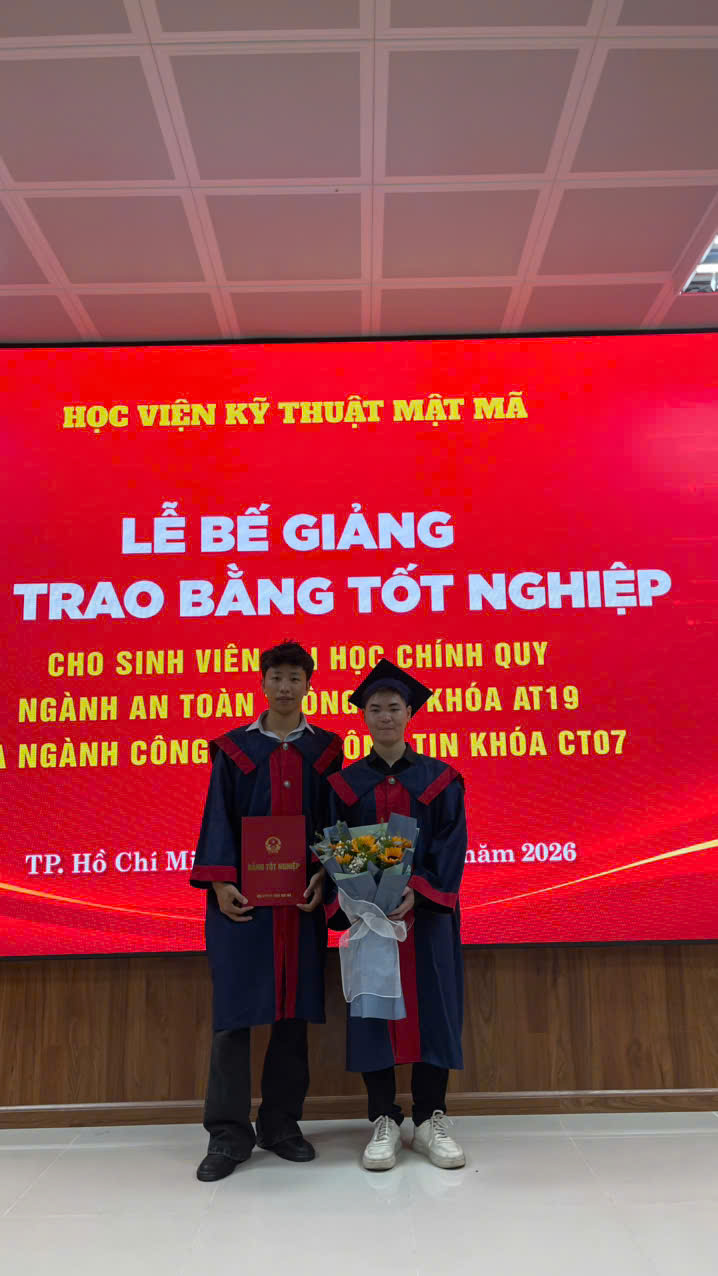 HỌC VIỆN KỸ THUẬT MẬT MÃ
LỄ BẾ GIẢNG
TRAO BẰNG TỐT NGHIỆP
CHO SINH VIÊN HỌC CHÍNH QUY
NGÀNH AN TOÀN KHÓA AT19
NGÀNH CÔNG TIN KHÓA CT07
TP. Hồ Chí Mi năm 2026
BẰNG TỐT NGHIỆP